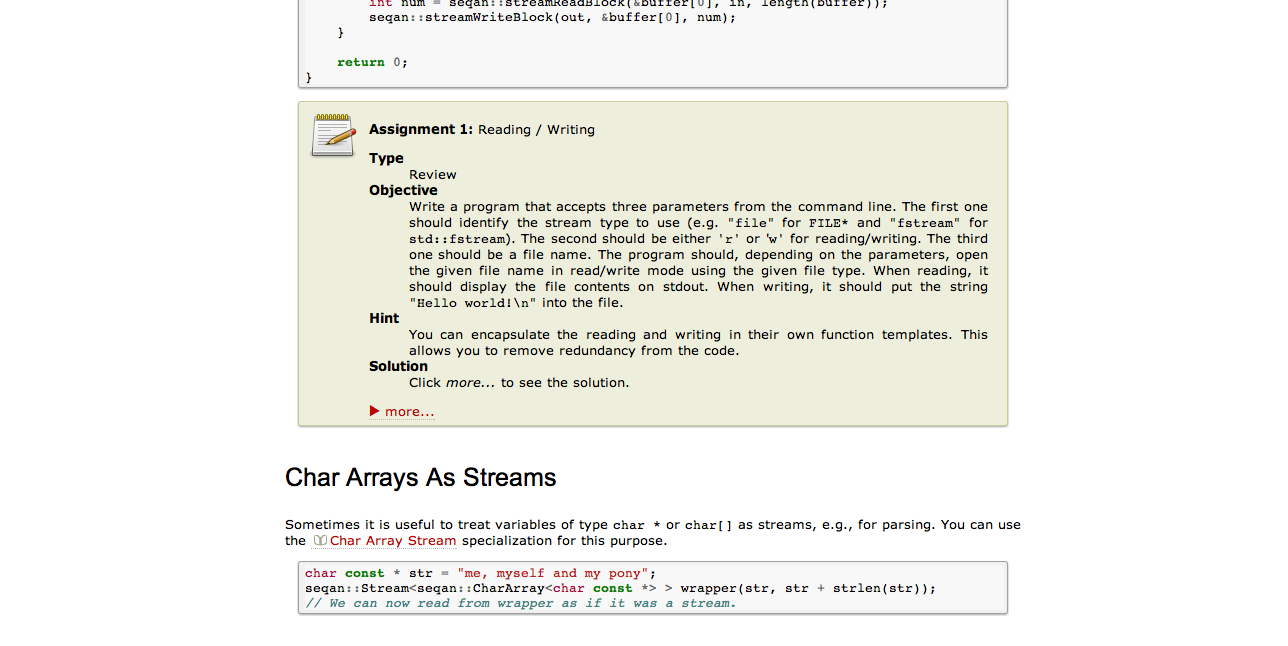 int num = seqan::streamReadBlock(&buffer[0], in, length(buffer));
seqan::streamWriteBlock(out, &buffer[0], num);
}
return 0;
}
Assignment 1: Reading / Writing
Type
Review
Objective
Write a program that accepts three parameters from the command line. The first one
should identify the stream type to use (e.g. "file" for FILE* and "fstream" for
std::fstream). The second should be either 'r' or 'w' for reading/writing. The third
one should be a file name. The program should, depending on the parameters, open
the given file name in read/write mode using the given file type. When reading, it
should display the file contents on stdout. When writing, it should put the string
"Hello world!\n" into the file.
Hint
You can encapsulate the reading and writing in their own function templates. This
allows you to remove redundancy from the code.
Solution
Click more... to see the solution.
more...
Char Arrays As Streams
Sometimes it is useful to treat variables of type char * or char[] as streams, e.g., for parsing. You can use
the Char Array Stream specialization for this purpose.
char const * str = "me, myself and my pony";
seqan::Stream<seqan::CharArray<char const *> > wrapper(str, str + strlen(str));
// We can now read from wrapper as if it was a stream.